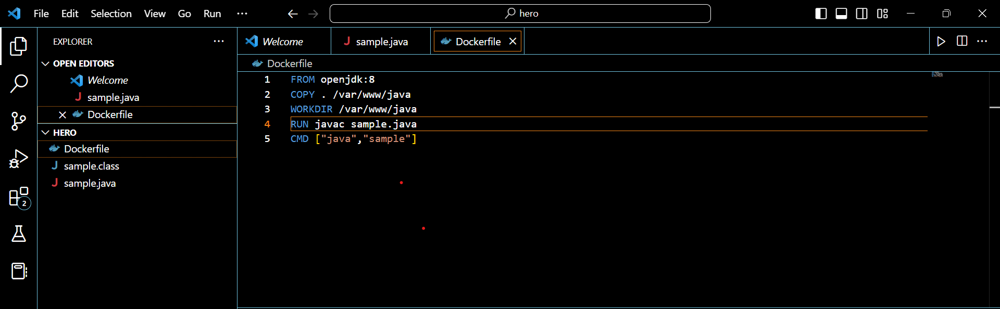 File Edit Selection View Go Run ···
hero
EXPLORER ···
OPEN EDITORS
Welcome
sample.java
Dockerfile
HERO
Dockerfile
sample.class
sample.java
2
Welcome sample.java Dockerfile
Dockerfile
1 FROM openjdk:8
2 COPY . /var/www/java
3 WORKDIR /var/www/java
4 RUN javac sample.java
5 CMD ["java","sample"]